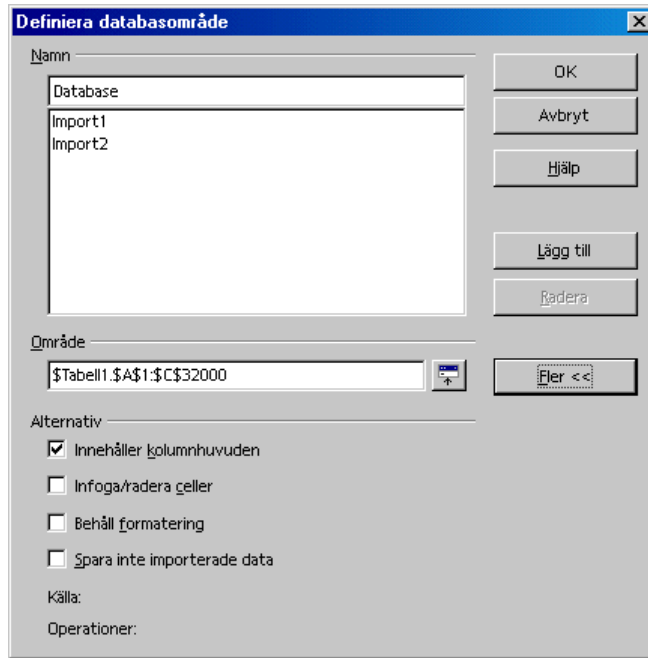 Definiera databasområde
Namn
OK
Database
Avbryt
Import1
Import2
Hjälp
Lägg till
Radera
Område
$Tabell1.$A$1:$C$32000
Fler <<
Alternativ
Innehåller kolumnhuvuden
Infoga/radera celler
Behåll formatering
Spara inte importerade data
Källa:
Operationer: